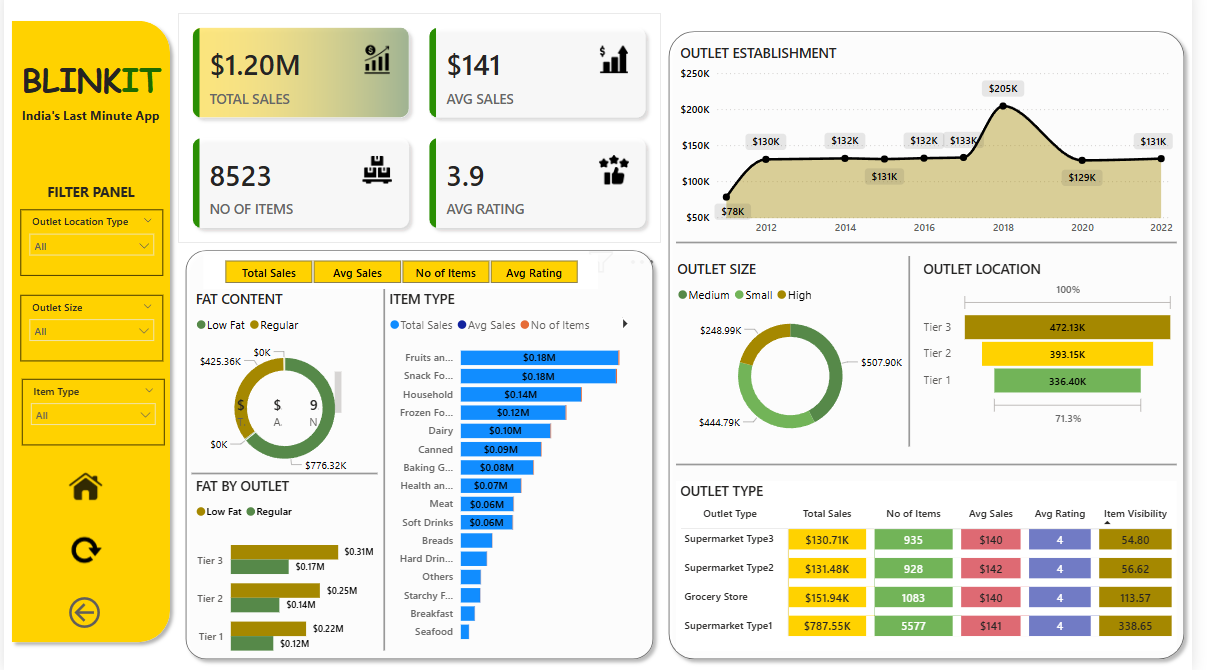 BLINKIT
India's Last Minute App
FILTER PANEL
Outlet Location Type
All
Outlet Size
All
Item Type
All
$1.20M
TOTAL SALES
$141
AVG SALES
8523
NO OF ITEMS
3.9
AVG RATING
Total Sales Avg Sales No of Items Avg Rating
FAT CONTENT
Low Fat Regular
$0K
$425.36K
$ $ 9
T. A. N
$0K
$776.32K
FAT BY OUTLET
Low Fat Regular
Tier 3 $0.31M
$0.17M
Tier 2 $0.25M
$0.14M
Tier 1 $0.22M
$0.12M
ITEM TYPE
Total Sales Avg Sales No of Items
Fruits an... $0.18M
Snack Fo... $0.18M
Household $0.14M
Frozen Fo... $0.12M
Dairy $0.10M
Canned $0.09M
Baking G... $0.08M
Health an... $0.07M
Meat $0.06M
Soft Drinks $0.06M
Breads
Hard Drin...
Others
Starchy F...
Breakfast
Seafood
OUTLET ESTABLISHMENT
$250K
$200K
$150K
$100K
$50K
$78K
$130K
$132K
$131K
$132K
$133K
$205K
$129K
$131K
2012 2014 2016 2018 2020 2022
OUTLET SIZE
Medium Small High
$248.99K
$507.90K
$444.79K
OUTLET LOCATION
100%
Tier 3 472.13K
Tier 2 393.15K
Tier 1 336.40K
71.3%
OUTLET TYPE
Outlet Type Total Sales No of Items Avg Sales Avg Rating Item Visibility
Supermarket Type3 $130.71K 935 $140 4 54.80
Supermarket Type2 $131.48K 928 $142 4 56.62
Grocery Store $151.94K 1083 $140 4 113.57
Supermarket Type1 $787.55K 5577 $141 4 338.65